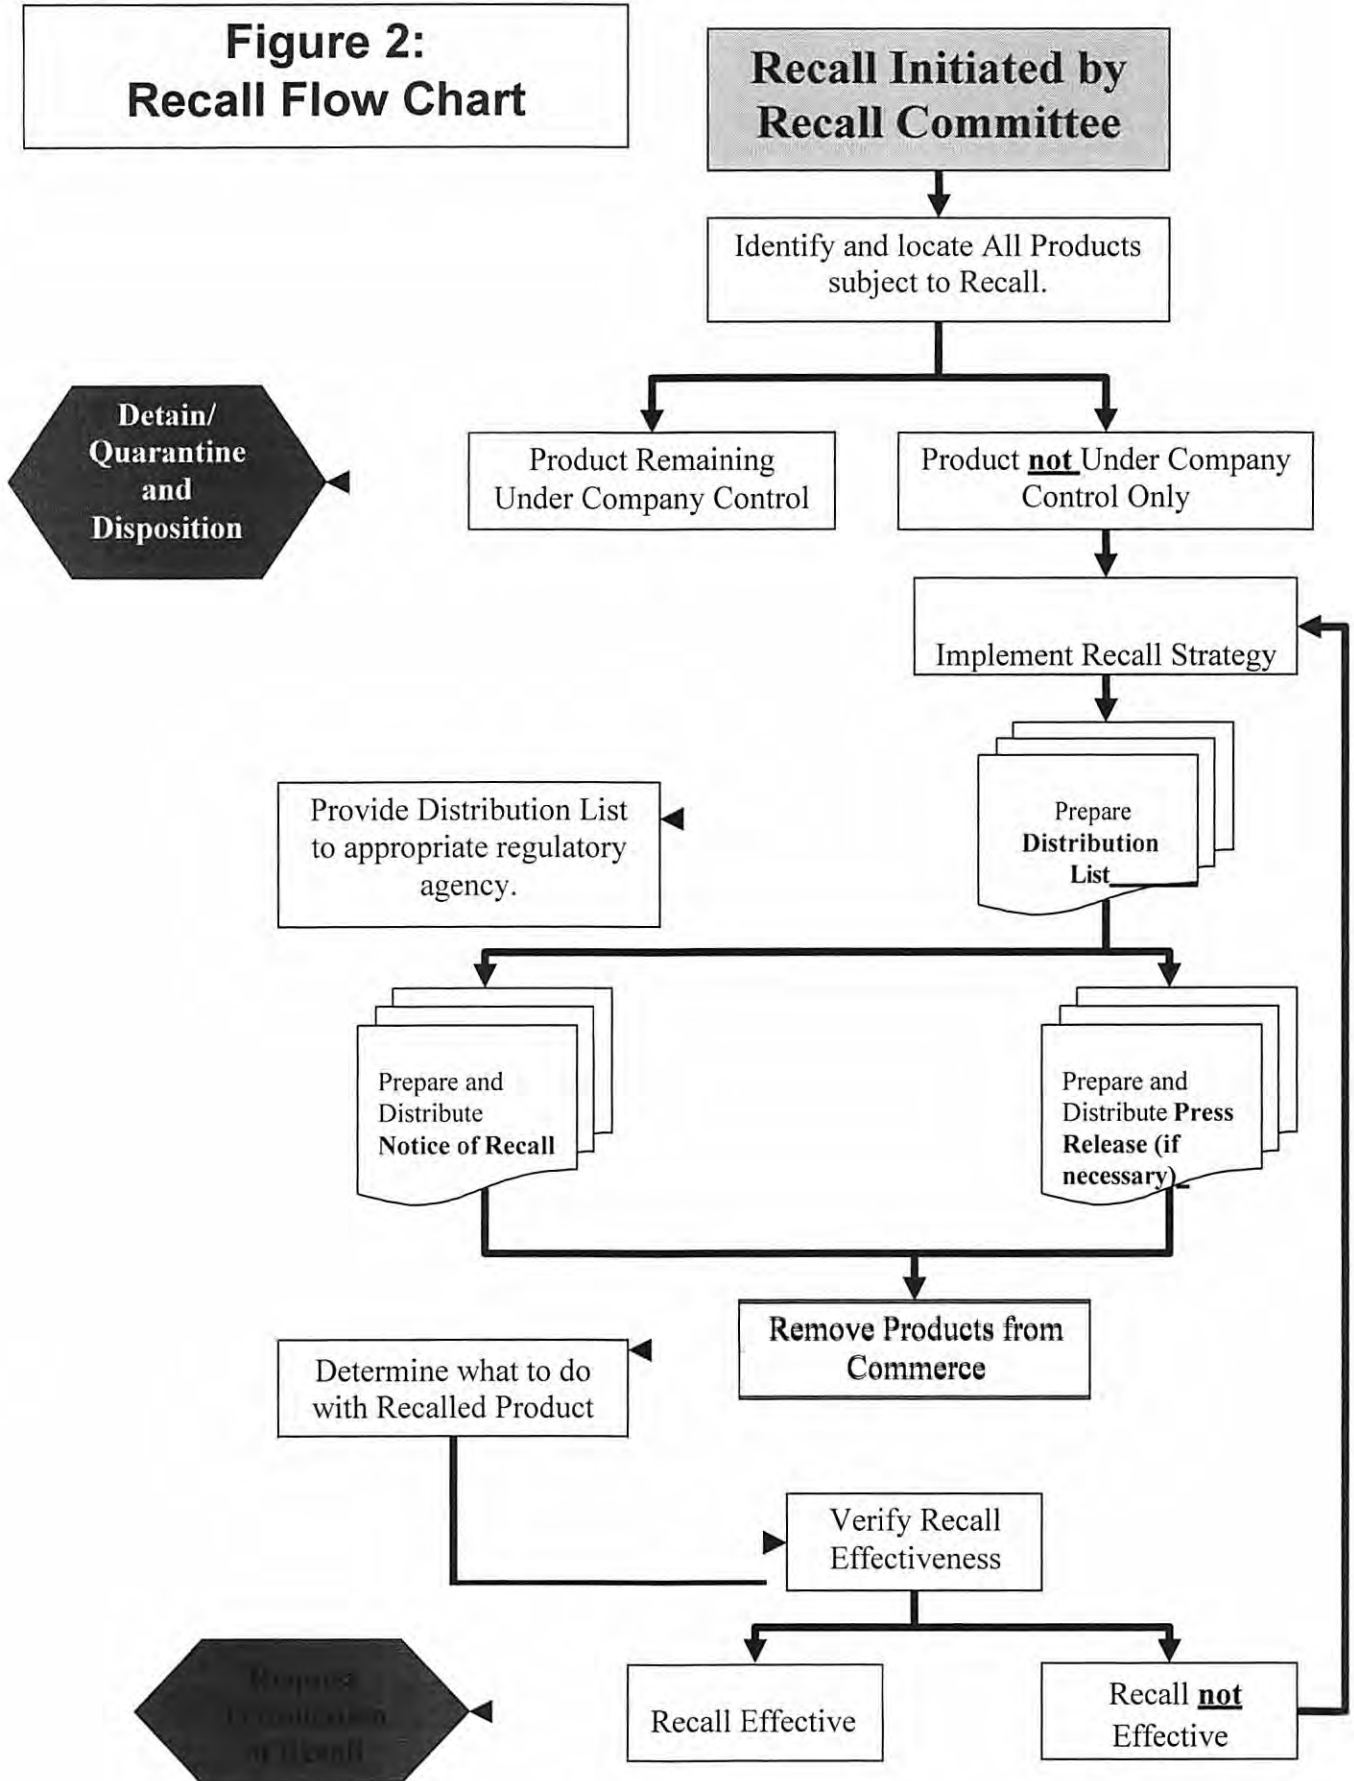 Figure 2:
Recall Flow Chart
Recall Initiated by
Recall Committee
Identify and locate All Products
subject to Recall.
Detain/
Quarantine
and
Disposition
Product Remaining
Under Company Control
Product not Under Company
Control Only
Implement Recall Strategy
Prepare
Distribution
List
Provide Distribution List
to appropriate regulatory
agency.
Prepare and
Distribute
Notice of Recall
Prepare and
Distribute Press
Release (if
necessary)
Remove Products from
Commerce
Determine what to do
with Recalled Product
Verify Recall
Effectiveness
Request
Termination
of Recall
Recall Effective
Recall not
Effective